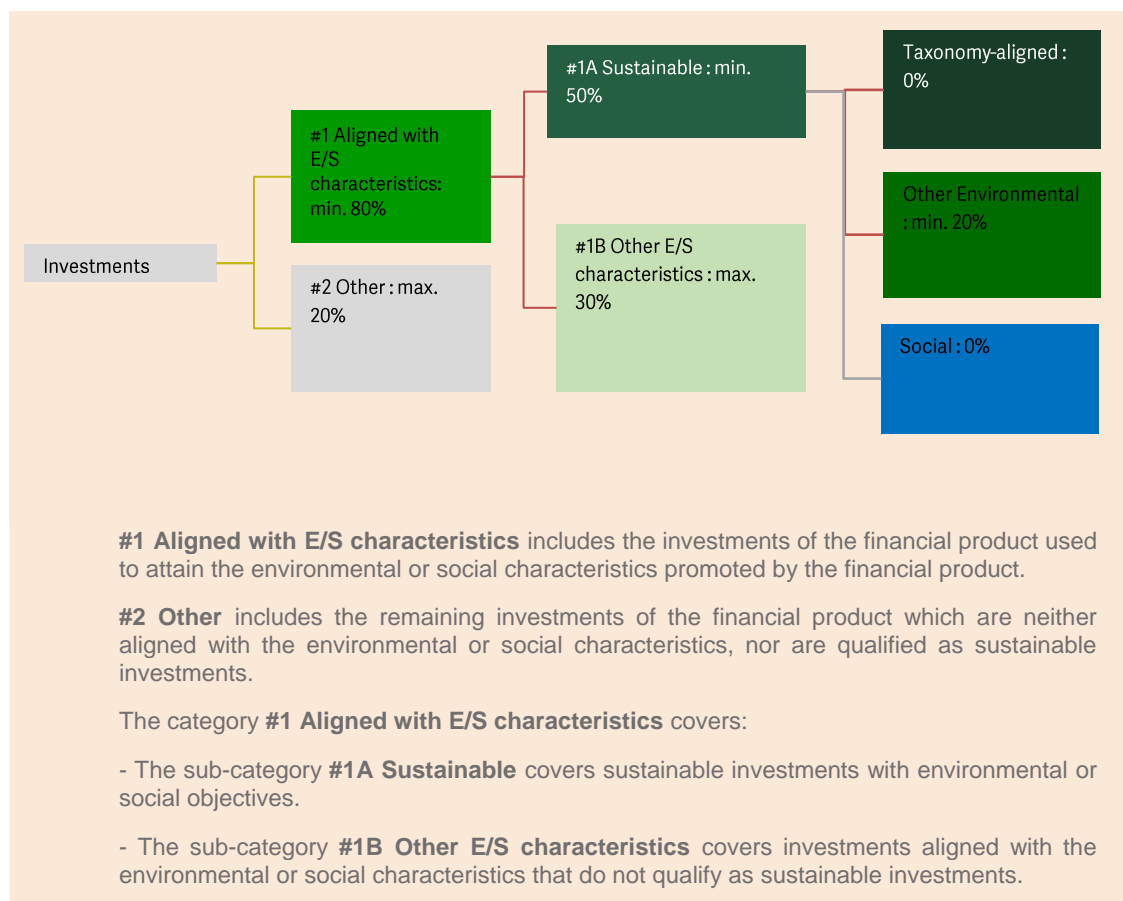 Investments
#1 Aligned with
E/S
characteristics:
min. 80%
#2 Other : max.
20%
#1A Sustainable : min.
50%
#1B Other E/S
characteristics : max.
30%
Taxonomy-aligned :
0%
Other Environmental
: min. 20%
Social : 0%
#1 Aligned with E/S characteristics includes the investments of the financial product used
to attain the environmental or social characteristics promoted by the financial product.
#2 Other includes the remaining investments of the financial product which are neither
aligned with the environmental or social characteristics, nor are qualified as sustainable
investments.
The category #1 Aligned with E/S characteristics covers:
- The sub-category #1A Sustainable covers sustainable investments with environmental or
social objectives.
- The sub-category #1B Other E/S characteristics covers investments aligned with the
environmental or social characteristics that do not qualify as sustainable investments.